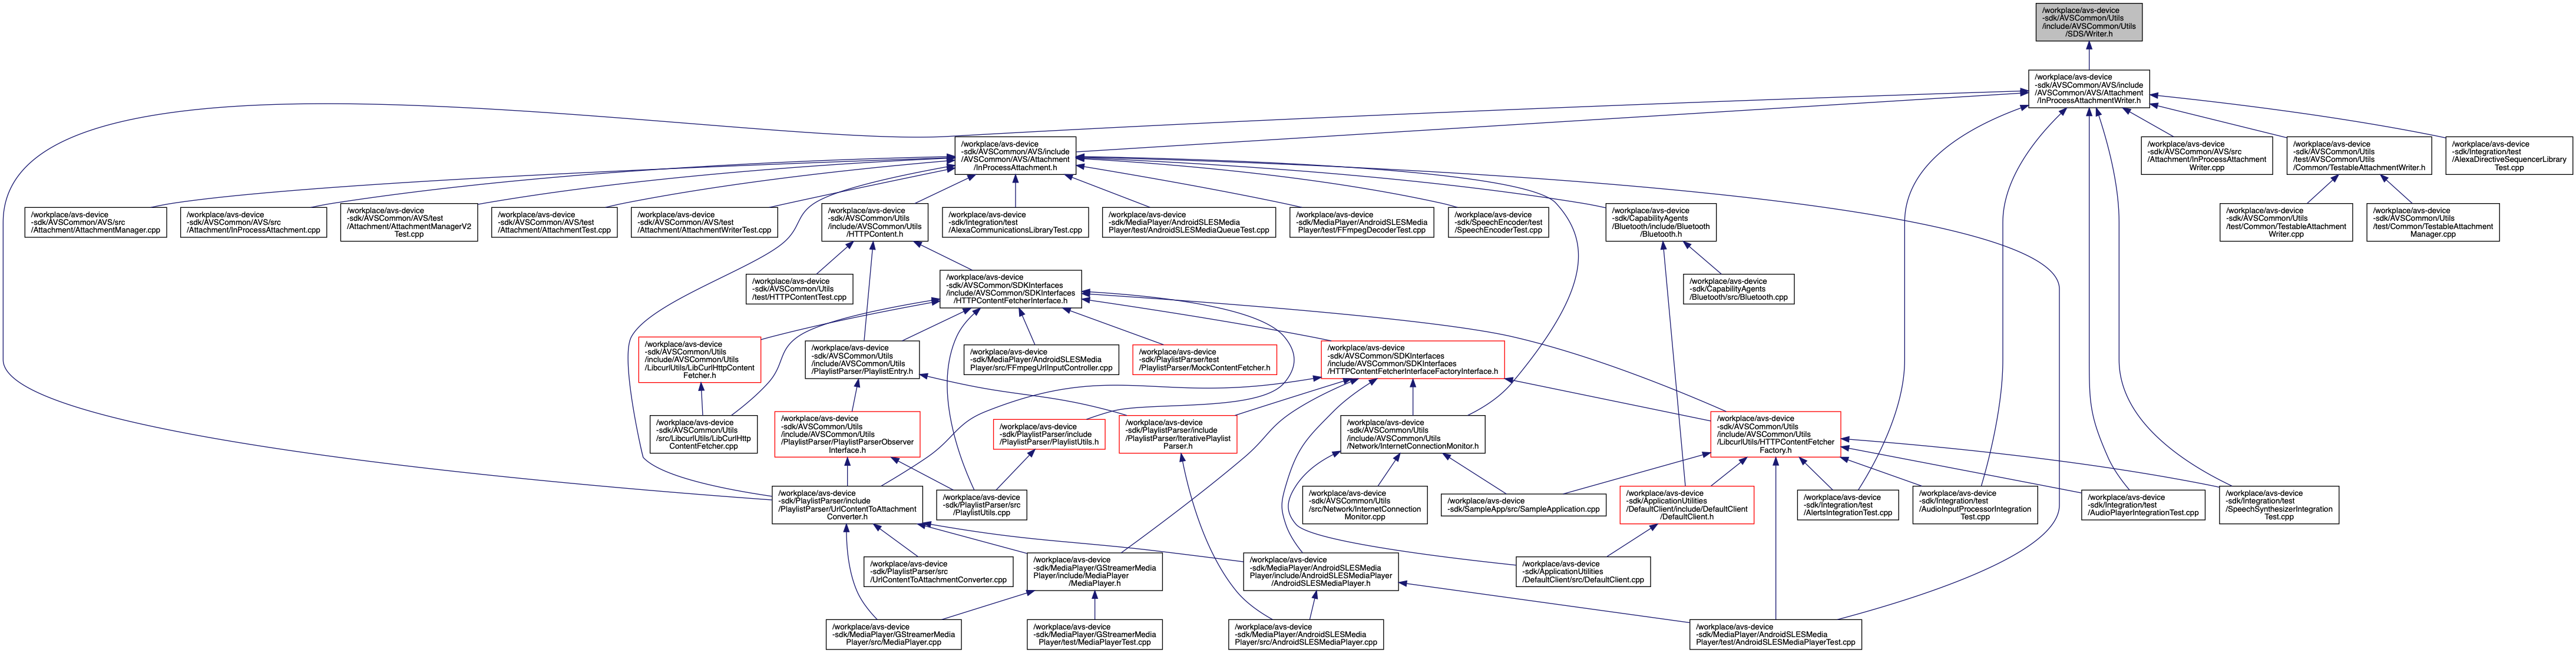 /workplace/avs-device
-sdk/AVSCommon/Utils
/include/AVSCommon/Utils
/SDS/Writer.h
/workplace/avs-device
-sdk/AVSCommon/AVS/include
/AVSCommon/AVS/Attachment
/InProcessAttachmentWriter.h
/workplace/avs-device
-sdk/AVSCommon/AVS/include
/AVSCommon/AVS/Attachment
/InProcessAttachment.h
/workplace/avs-device
-sdk/AVSCommon/AVS/src
/Attachment/InProcessAttachment
Writer.cpp
/workplace/avs-device
-sdk/AVSCommon/Utils
/test/AVSCommon/Utils
/Common/TestableAttachmentWriter.h
/workplace/avs-device
-sdk/Integration/test
/AlexaDirectiveSequencerLibrary
Test.cpp
/workplace/avs-device
-sdk/AVSCommon/AVS/src
/Attachment/AttachmentManager.cpp
/workplace/avs-device
-sdk/AVSCommon/AVS/src
/Attachment/InProcessAttachment.cpp
/workplace/avs-device
-sdk/AVSCommon/AVS/test
/Attachment/AttachmentManagerV2
Test.cpp
/workplace/avs-device
-sdk/AVSCommon/AVS/test
/Attachment/AttachmentTest.cpp
/workplace/avs-device
-sdk/AVSCommon/AVS/test
/Attachment/AttachmentWriterTest.cpp
/workplace/avs-device
-sdk/AVSCommon/Utils
/include/AVSCommon/Utils
/HTTPContent.h
/workplace/avs-device
-sdk/Integration/test
/AlexaCommunicationsLibraryTest.cpp
/workplace/avs-device
-sdk/MediaPlayer/AndroidSLESMedia
Player/test/AndroidSLESMediaQueueTest.cpp
/workplace/avs-device
-sdk/MediaPlayer/AndroidSLESMedia
Player/test/FFmpegDecoderTest.cpp
/workplace/avs-device
-sdk/SpeechEncoder/test
/SpeechEncoderTest.cpp
/workplace/avs-device
-sdk/CapabilityAgents
/Bluetooth/include/Bluetooth
/Bluetooth.h
/workplace/avs-device
-sdk/AVSCommon/Utils
/test/Common/TestableAttachment
Writer.cpp
/workplace/avs-device
-sdk/AVSCommon/Utils
/test/Common/TestableAttachment
Manager.cpp
/workplace/avs-device
-sdk/AVSCommon/Utils
/test/HTTPContentTest.cpp
/workplace/avs-device
-sdk/AVSCommon/SDKInterfaces
/include/AVSCommon/SDKInterfaces
/HTTPContentFetcherInterface.h
/workplace/avs-device
-sdk/CapabilityAgents
/Bluetooth/src/Bluetooth.cpp
/workplace/avs-device
-sdk/AVSCommon/Utils
/include/AVSCommon/Utils
/LibcurlUtils/LibCurlHttpContent
Fetcher.h
/workplace/avs-device
-sdk/AVSCommon/Utils
/include/AVSCommon/Utils
/PlaylistParser/PlaylistEntry.h
/workplace/avs-device
-sdk/MediaPlayer/AndroidSLESMedia
Player/src/FFmpegUrlInputController.cpp
/workplace/avs-device
-sdk/PlaylistParser/test
/PlaylistParser/MockContentFetcher.h
/workplace/avs-device
-sdk/AVSCommon/SDKInterfaces
/include/AVSCommon/SDKInterfaces
/HTTPContentFetcherInterfaceFactoryInterface.h
/workplace/avs-device
-sdk/AVSCommon/Utils
/src/LibcurlUtils/LibCurlHttp
ContentFetcher.cpp
/workplace/avs-device
-sdk/AVSCommon/Utils
/include/AVSCommon/Utils
/PlaylistParser/PlaylistParserObserver
Interface.h
/workplace/avs-device
-sdk/PlaylistParser/include
/PlaylistParser/PlaylistUtils.h
/workplace/avs-device
-sdk/PlaylistParser/include
/PlaylistParser/IterativePlaylist
Parser.h
/workplace/avs-device
-sdk/AVSCommon/Utils
/include/AVSCommon/Utils
/Network/InternetConnectionMonitor.h
/workplace/avs-device
-sdk/AVSCommon/Utils
/include/AVSCommon/Utils
/LibcurlUtils/HTTPContentFetcher
Factory.h
/workplace/avs-device
-sdk/PlaylistParser/include
/PlaylistParser/UrlContentToAttachment
Converter.h
/workplace/avs-device
-sdk/PlaylistParser/src
/PlaylistUtils.cpp
/workplace/avs-device
-sdk/AVSCommon/Utils
/src/Network/InternetConnection
Monitor.cpp
/workplace/avs-device
-sdk/SampleApp/src/SampleApplication.cpp
/workplace/avs-device
-sdk/ApplicationUtilities
/DefaultClient/include/DefaultClient
/DefaultClient.h
/workplace/avs-device
-sdk/Integration/test
/AlertsIntegrationTest.cpp
/workplace/avs-device
-sdk/Integration/test
/AudioInputProcessorIntegration
Test.cpp
/workplace/avs-device
-sdk/Integration/test
/AudioPlayerIntegrationTest.cpp
/workplace/avs-device
-sdk/Integration/test
/SpeechSynthesizerIntegration
Test.cpp
/workplace/avs-device
-sdk/PlaylistParser/src
/UrlContentToAttachmentConverter.cpp
/workplace/avs-device
-sdk/MediaPlayer/GStreamerMedia
Player/include/MediaPlayer
/MediaPlayer.h
/workplace/avs-device
-sdk/MediaPlayer/AndroidSLESMedia
Player/include/AndroidSLESMediaPlayer
/AndroidSLESMediaPlayer.h
/workplace/avs-device
-sdk/ApplicationUtilities
/DefaultClient/src/DefaultClient.cpp
/workplace/avs-device
-sdk/MediaPlayer/GStreamerMedia
Player/src/MediaPlayer.cpp
/workplace/avs-device
-sdk/MediaPlayer/GStreamerMedia
Player/test/MediaPlayerTest.cpp
/workplace/avs-device
-sdk/MediaPlayer/AndroidSLESMedia
Player/src/AndroidSLESMediaPlayer.cpp
/workplace/avs-device
-sdk/MediaPlayer/AndroidSLESMedia
Player/test/AndroidSLESMediaPlayerTest.cpp